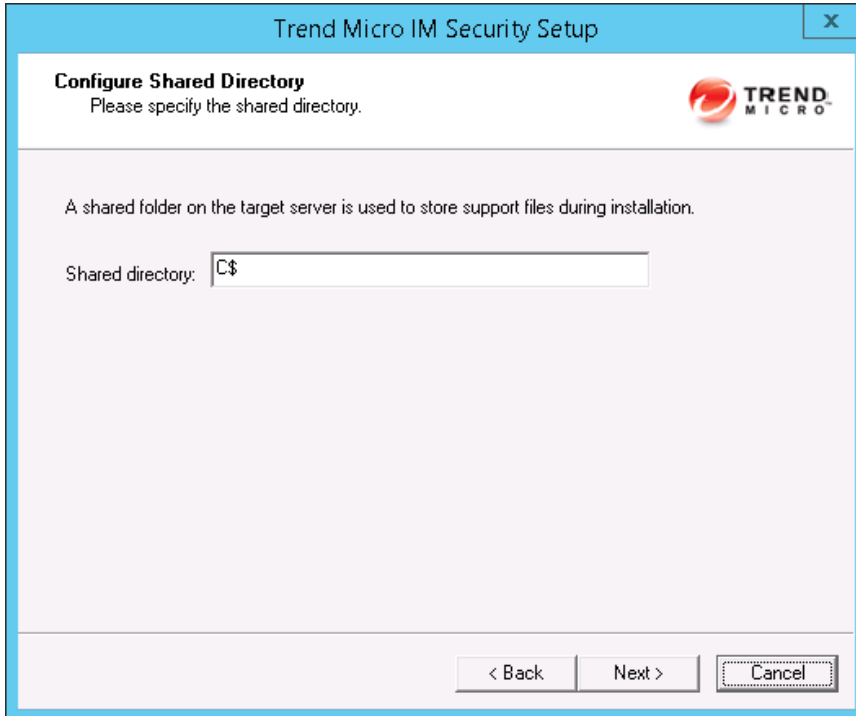 Trend Micro IM Security Setup
x
Configure Shared Directory
Please specify the shared directory.
TREND
MICRO
A shared folder on the target server is used to store support files during installation.
Shared directory: C$
< Back Next > Cancel